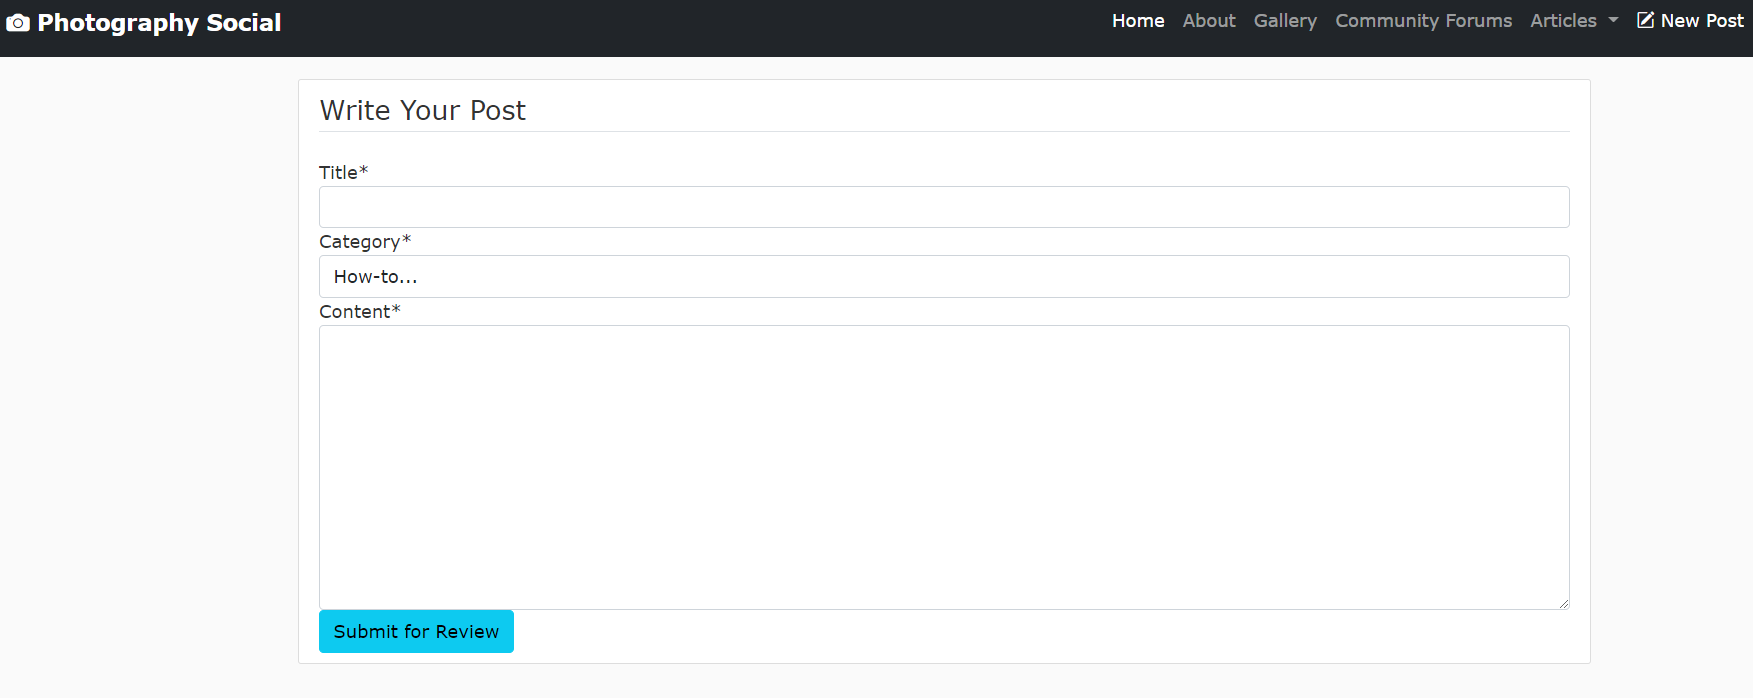 Photography Social Home About Gallery Community Forums Articles New Post
Write Your Post
Title*
Category*
How-to...
Content*
Submit for Review